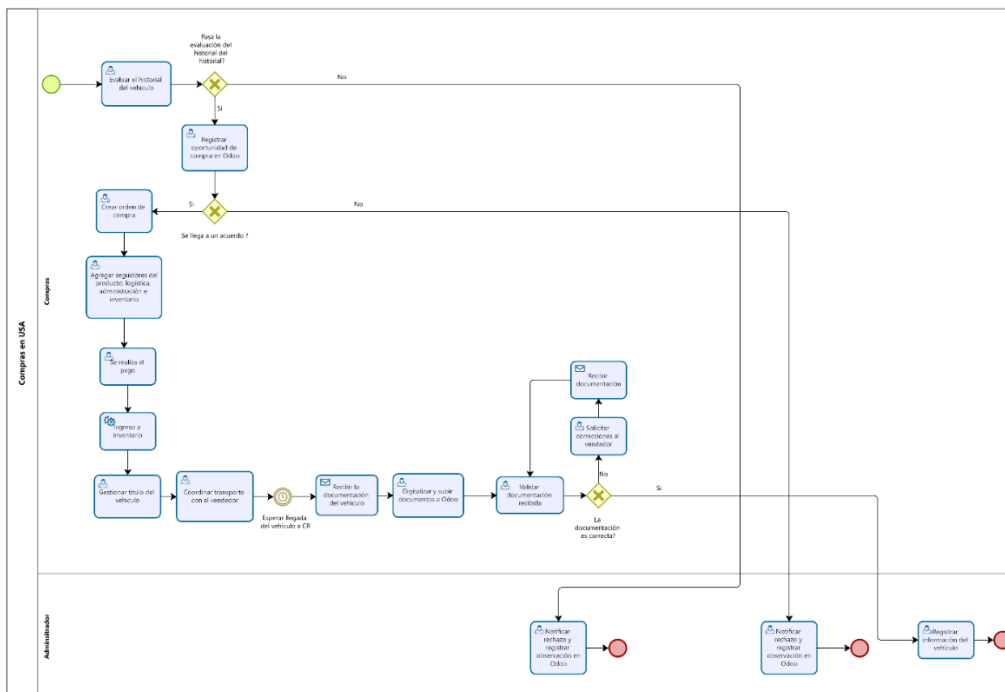 Compras en USA
Compras
Evaluar el historial
del vehículo
Pasa la
evaluación del
historial del
historial?
No
Si
Registrar
oportunidad de
compra en Odoo
Se llega a un acuerdo ?
Si
No
Crear orden de
compra
Agregar seguidores del
producto, logística,
administración e
inventario
Se realiza el
pago
Ingreso a
inventario
Gestionar título del
vehículo
Coordinar transporte
con el vendedor
Esperar llegada
del vehículo a CR
Recibir la
documentación
del vehículo
Digitalizar y subir
documentos a Odoo
Validar
documentación
recibida
La
documentación
es correcta?
No
Solicitar
correcciones al
vendedor
Recibir
documentación
Si
Adminsitrador
Notificar
rechazo y
registrar
observación en
Odoo
Notificar
rechazo y
registrar
observación en
Odoo
Registrar
información del
vehículo